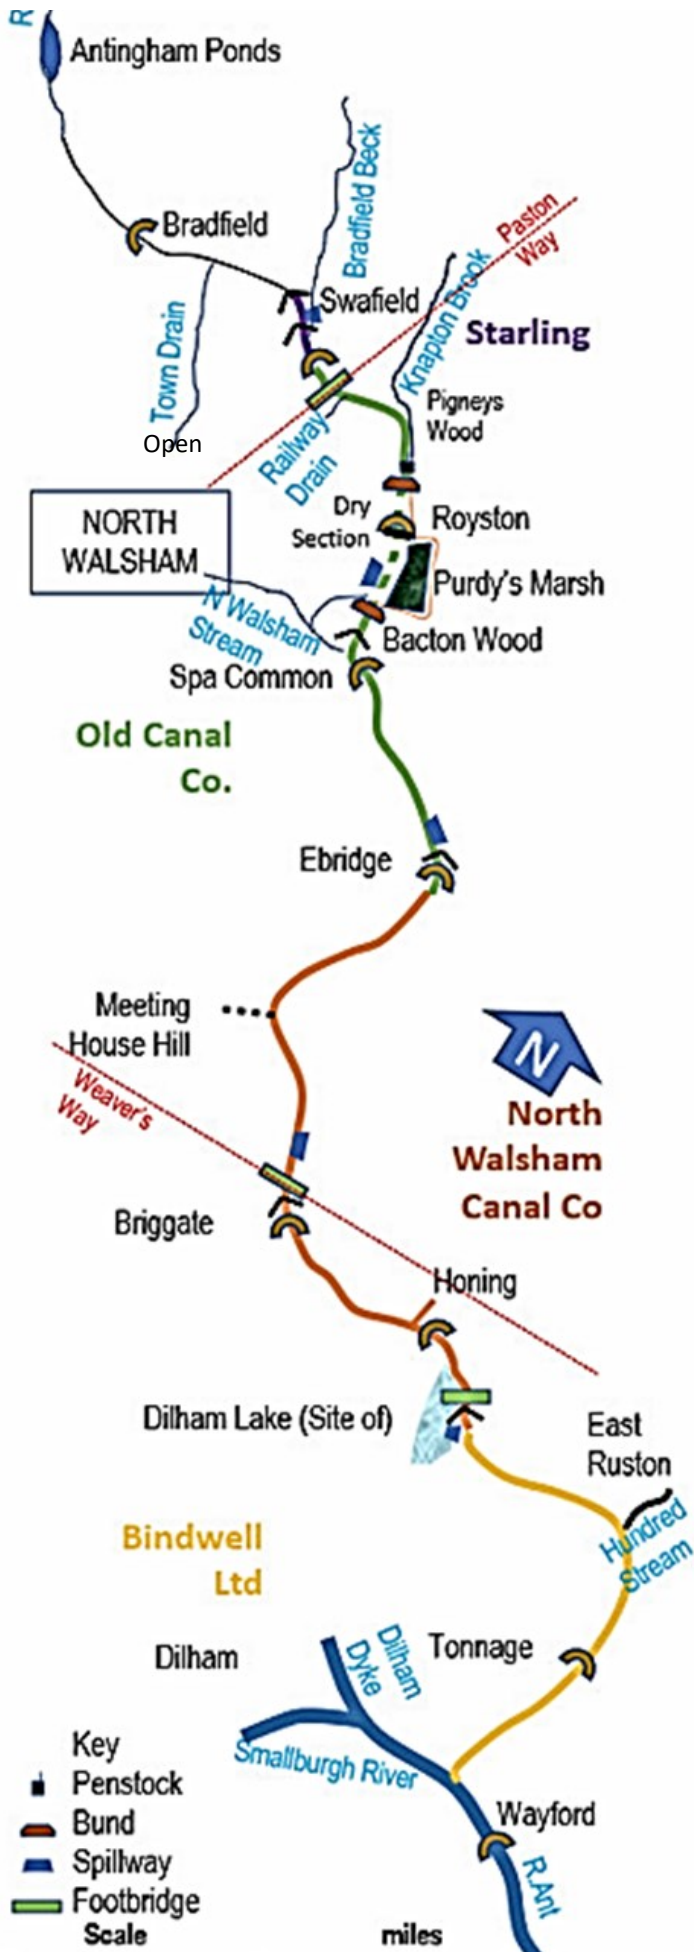 R
Antingham Ponds
Bradfield Beck
Bradfield
Paston
Way
Swafield
Knapton Brook
Starling
Town Drain
Open
Pigneys
Wood
Railway
Drain
Dry
Section
Royston
NORTH
WALSHAM
Purdy's Marsh
N Walsham
Stream
Bacton Wood
Spa Common
Old Canal
Co.
Ebridge
Meeting
House Hill
N
Weaver's
Way
North
Walsham
Canal Co
Briggate
Honing
Dilham Lake (Site of)
East
Ruston
Hundred
Stream
Bindwell
Ltd
Tonnage
Dilham
Dilham
Dyke
Smallburgh River
Key
Penstock
Bund
Spillway
Footbridge
Scale miles
Wayford
R.Ant